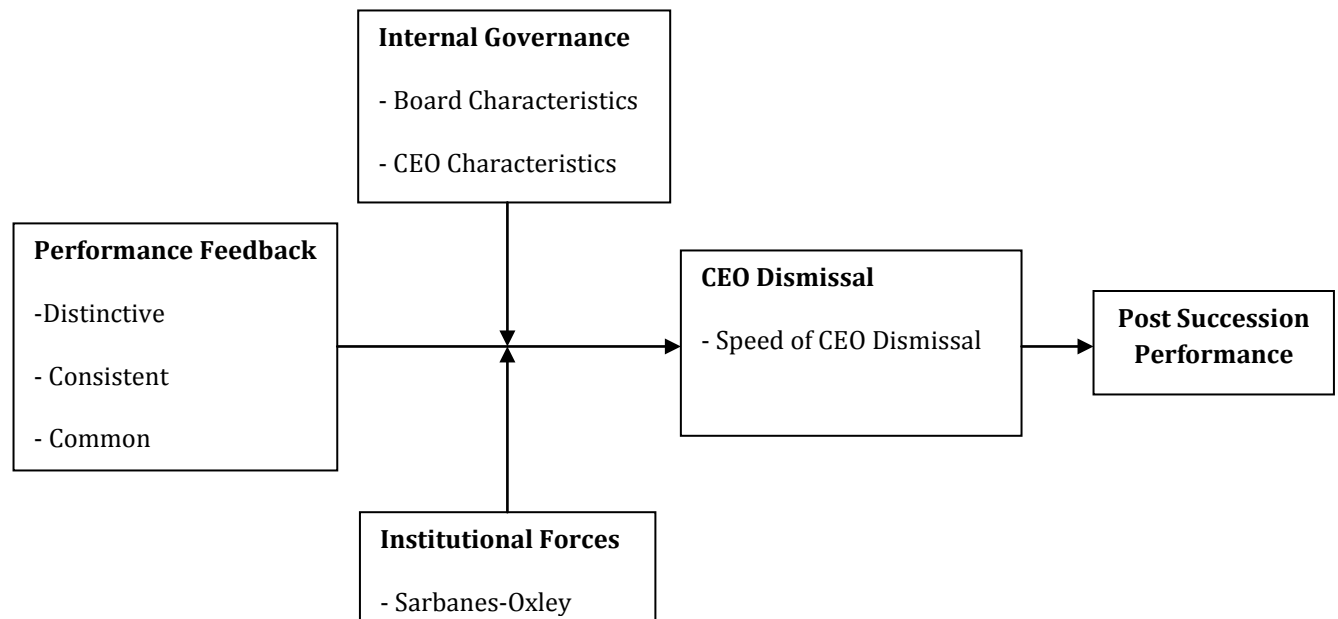 Internal Governance
- Board Characteristics
- CEO Characteristics
Performance Feedback
-Distinctive
- Consistent
- Common
CEO Dismissal
- Speed of CEO Dismissal
Post Succession
Performance
Institutional Forces
- Sarbanes-Oxley